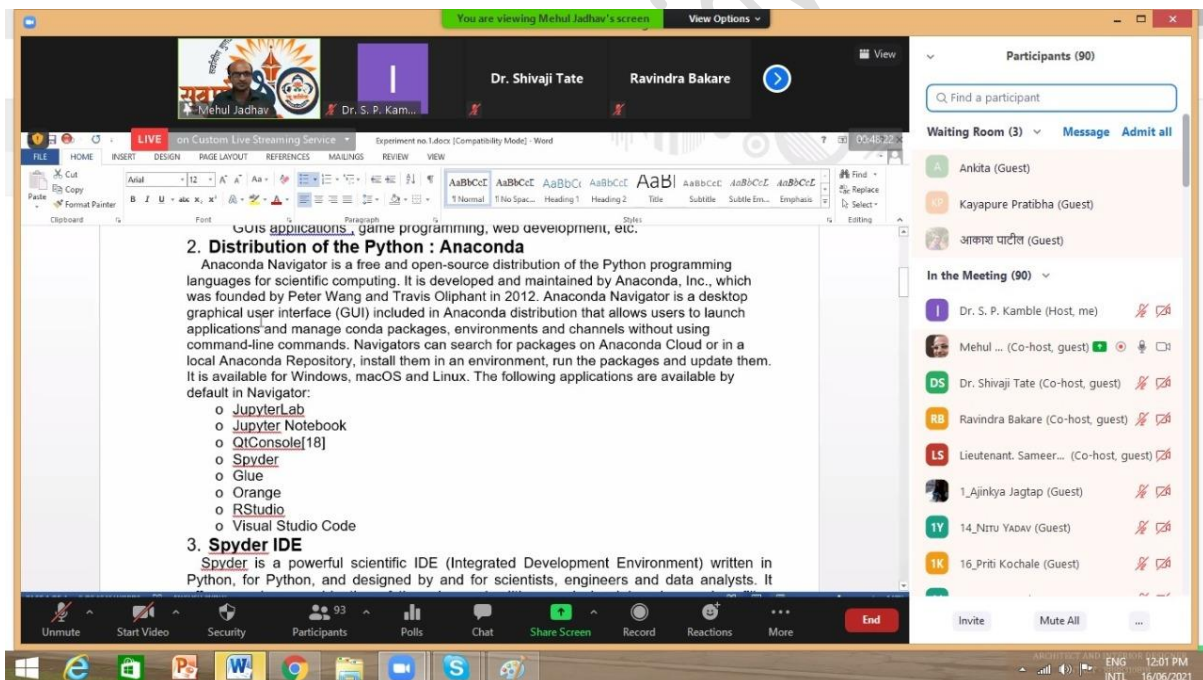 You are viewing Mehul Jadhav's screen View Options
View
Mehul Jadhav
Dr. S. P. Kam...
Dr. Shivaji Tate
Ravindra Bakare
LIVE on Custom Live Streaming Service
Experiment no.1.docx [Compatibility Mode] - Word
00:48:22
FILE HOME INSERT DESIGN PAGE LAYOUT REFERENCES MAILINGS REVIEW VIEW
Paste
Cut
Copy
Format Painter
Clipboard
Arial 12
Font
Paragraph
AaBbCcI AaBbCcI AaBbCc AaBbCcI AaBl AaBbCcI AaBbCcI AaBbCcI
1 Normal 1 No Spac... Heading 1 Heading 2 Title Subtitle Subtle Em... Emphasis
Styles
Find
Replace
Select
Editing
GUIs applications , game programming, web development, etc.
2. Distribution of the Python : Anaconda
Anaconda Navigator is a free and open-source distribution of the Python programming
languages for scientific computing. It is developed and maintained by Anaconda, Inc., which
was founded by Peter Wang and Travis Oliphant in 2012. Anaconda Navigator is a desktop
graphical user interface (GUI) included in Anaconda distribution that allows users to launch
applications and manage conda packages, environments and channels without using
command-line commands. Navigators can search for packages on Anaconda Cloud or in a
local Anaconda Repository, install them in an environment, run the packages and update them.
It is available for Windows, macOS and Linux. The following applications are available by
default in Navigator:
o JupyterLab
o Jupyter Notebook
o QtConsole[18]
o Spyder
o Glue
o Orange
o RStudio
o Visual Studio Code
3. Spyder IDE
Spyder is a powerful scientific IDE (Integrated Development Environment) written in
Python, for Python, and designed by and for scientists, engineers and data analysts. It
Unmute Start Video Security Participants 93 Polls Chat Share Screen Record Reactions More End
Participants (90)
Find a participant
Waiting Room (3) Message Admit all
A Ankita (Guest)
KP Kayapure Pratibha (Guest)
आकाश पाटील (Guest)
In the Meeting (90)
I Dr. S. P. Kamble (Host, me)
Mehul ... (Co-host, guest)
DS Dr. Shivaji Tate (Co-host, guest)
RB Ravindra Bakare (Co-host, guest)
LS Lieutenant. Sameer... (Co-host, guest)
1_Ajinkya Jagtap (Guest)
1Y 14_Nitu Yadav (Guest)
1K 16_Priti Kochale (Guest)
Invite Mute All ...
ENG 12:01 PM
INTL 16/06/2021